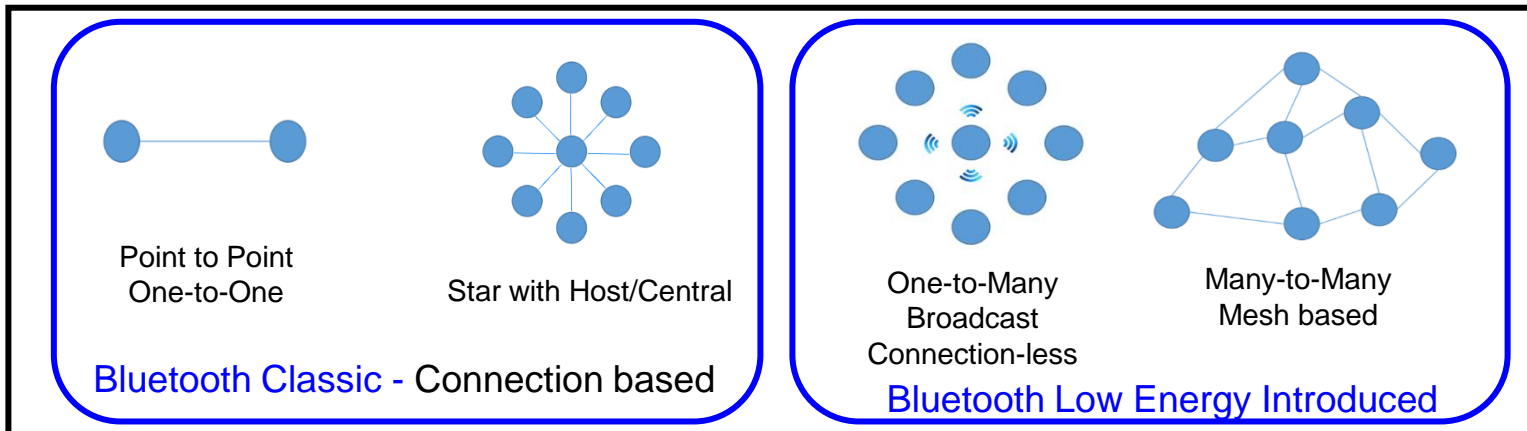 Point to Point
One-to-One
Star with Host/Central
Bluetooth Classic - Connection based
One-to-Many
Broadcast
Connection-less
Many-to-Many
Mesh based
Bluetooth Low Energy Introduced